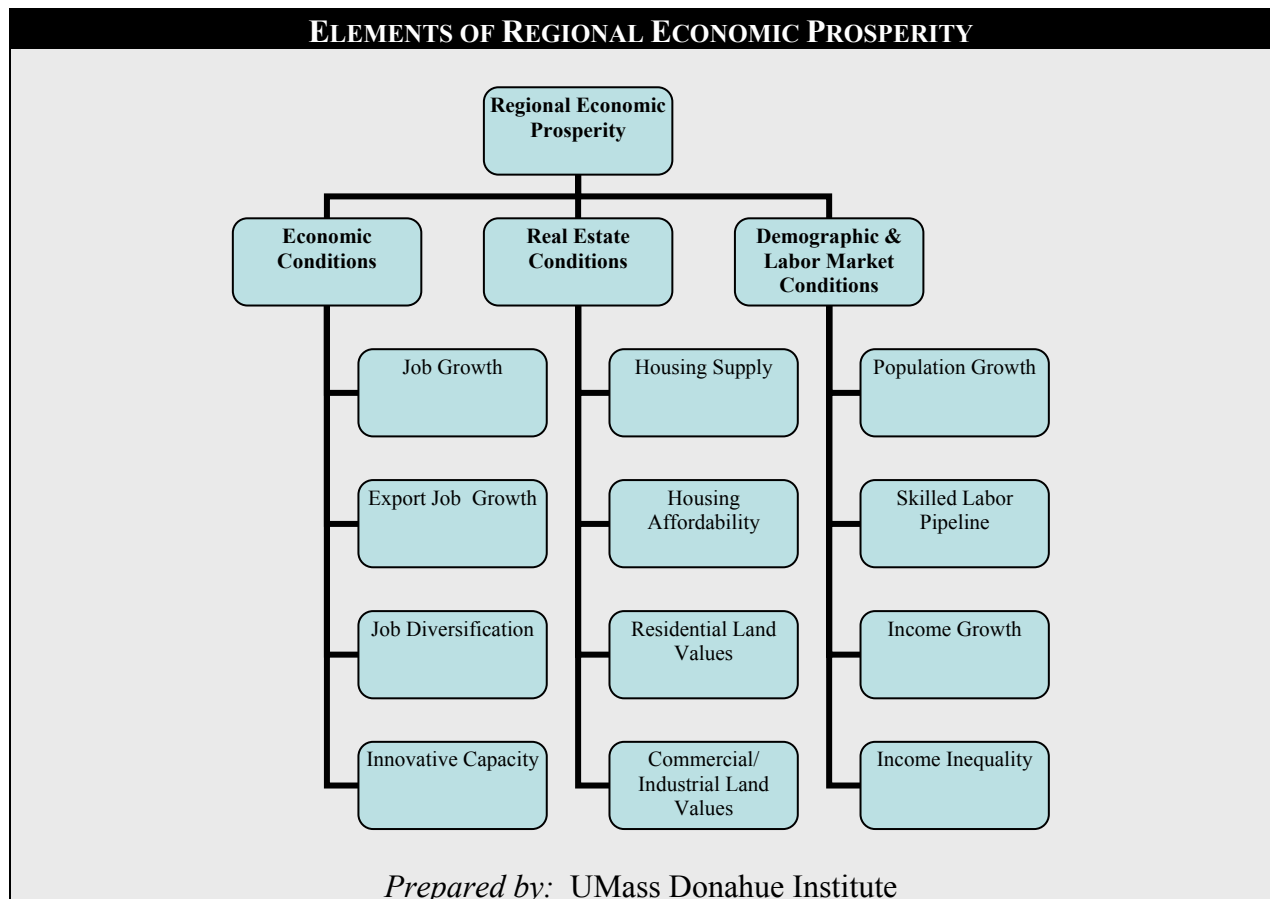 ELEMENTS OF REGIONAL ECONOMIC PROSPERITY
Regional Economic
Prosperity
Economic
Conditions
Real Estate
Conditions
Demographic &
Labor Market
Conditions
Job Growth
Housing Supply
Population Growth
Export Job Growth
Housing
Affordability
Skilled Labor
Pipeline
Job Diversification
Residential Land
Values
Income Growth
Innovative Capacity
Commercial/
Industrial Land
Values
Income Inequality
Prepared by: UMass Donahue Institute